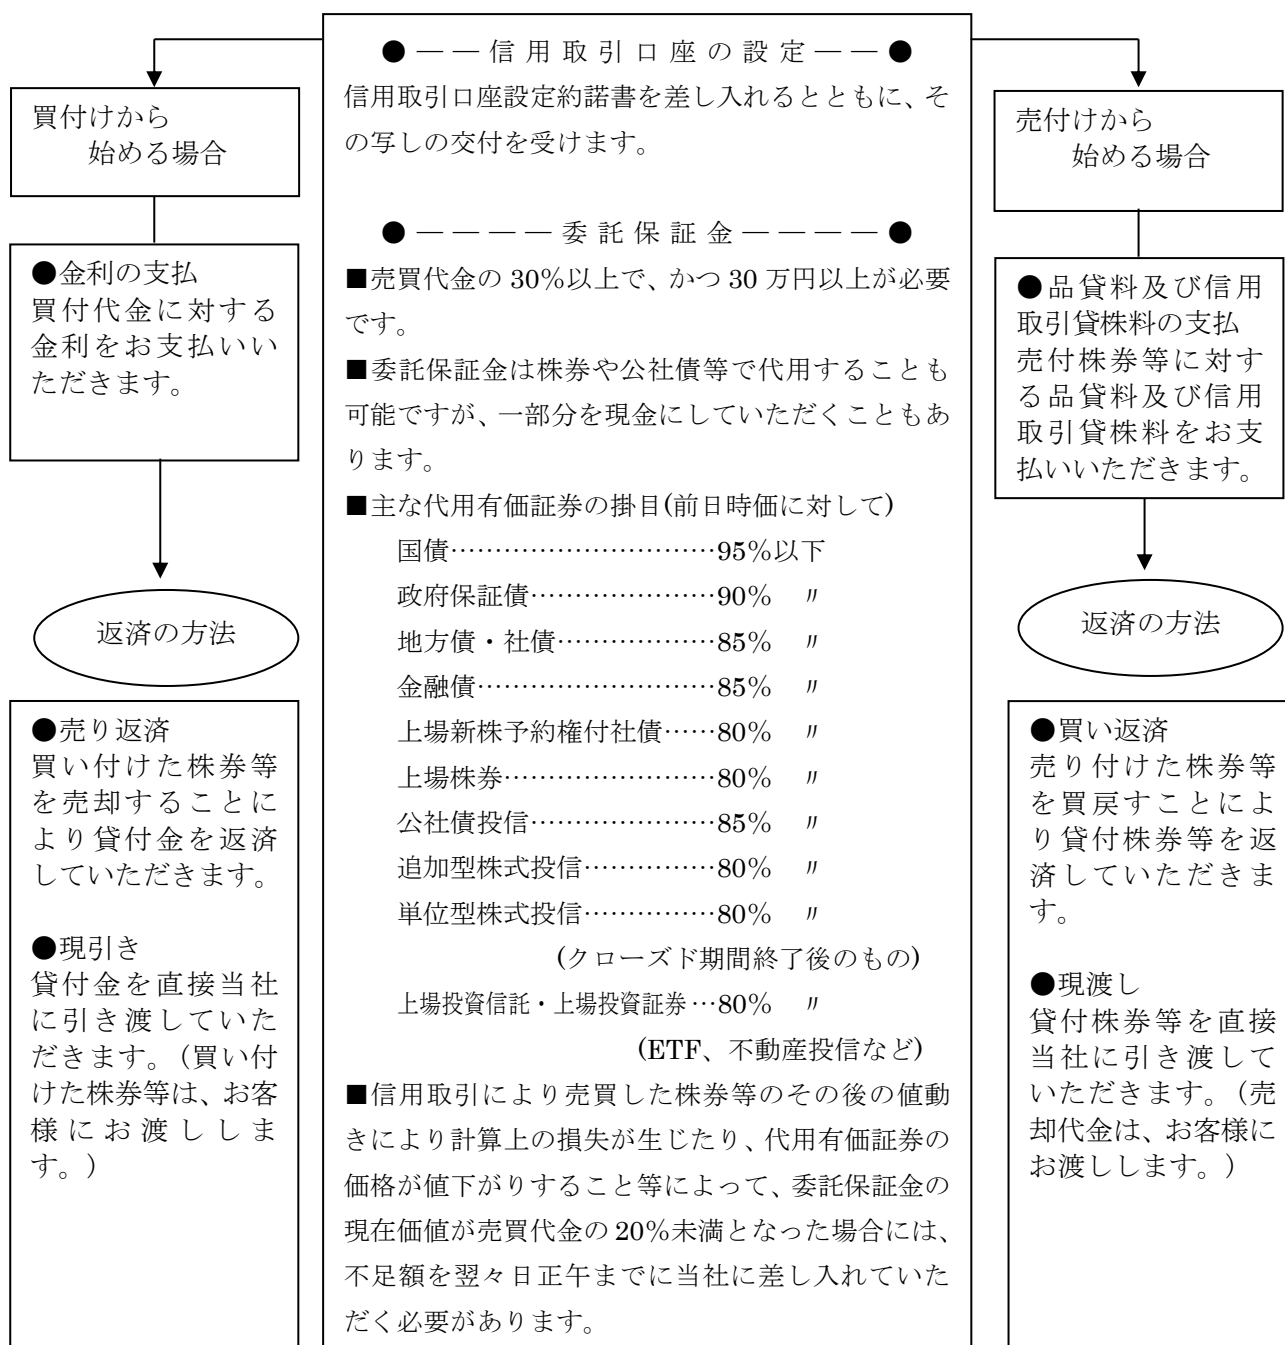 買付けから
始める場合
●金利の支払
買付代金に対する
金利をお支払いい
ただきます。
返済の方法
●売り返済
買い付けた株券等
を売却することに
より貸付金を返済
していただきます。
●現引き
貸付金を直接当社
に引き渡していた
だきます。（買い付
けた株券等は、お客
様にお渡ししま
す。）
●――信用取引口座の設定――●
信用取引口座設定約諾書を差し入れるとともに、そ
の写しの交付を受けます。
●――――委託保証金――――●
■売買代金の 30％以上で、かつ 30 万円以上が必要
です。
■委託保証金は株券や公社債等で代用することも
可能ですが、一部分を現金にしていただくこともあ
ります。
■主な代用有価証券の掛目(前日時価に対して)
国債…………………………95％以下
政府保証債…………………90％　〃
地方債・社債………………85％　〃
金融債………………………85％　〃
上場新株予約権付社債……80％　〃
上場株券……………………80％　〃
公社債投信…………………85％　〃
追加型株式投信……………80％　〃
単位型株式投信……………80％　〃
(クローズド期間終了後のもの)
上場投資信託・上場投資証券…80％　〃
(ETF、不動産投信など)
■信用取引により売買した株券等のその後の値動
きにより計算上の損失が生じたり、代用有価証券の
価格が値下がりすること等によって、委託保証金の
現在価値が売買代金の 20％未満となった場合には、
不足額を翌々日正午までに当社に差し入れていた
だく必要があります。
売付けから
始める場合
●品貸料及び信用
取引貸株料の支払
売付株券等に対す
る品貸料及び信用
取引貸株料をお支
払いいただきます。
返済の方法
●買い返済
売り付けた株券等
を買戻すことによ
り貸付株券等を返
済していただきま
す。
●現渡し
貸付株券等を直接
当社に引き渡して
いただきます。（売
却代金は、お客様に
お渡しします。）